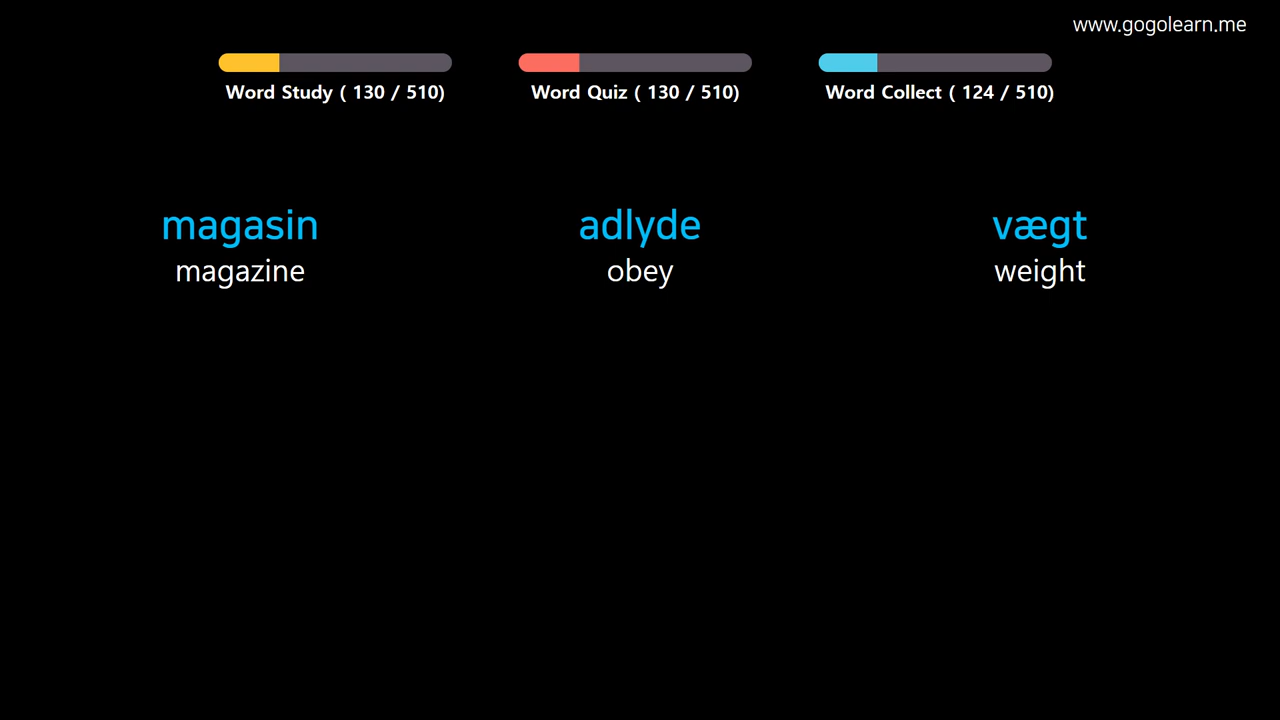 www.gogolearn.me
Word Study ( 130 / 510)
Word Quiz ( 130 / 510)
Word Collect ( 124 / 510)
magasin
magazine
adlyde
obey
vægt
weight